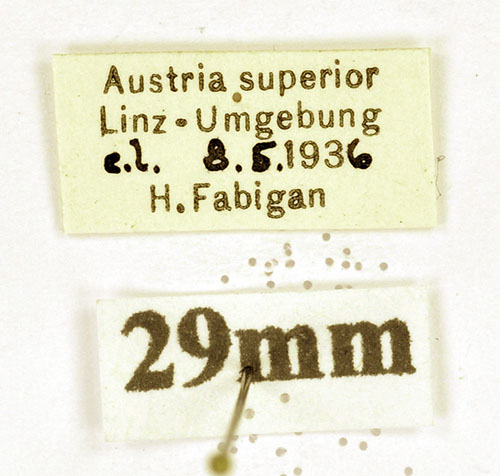 Austria superior
Linz-Umgebung
e.l. 8.5.1936
H. Fabigan
29mm